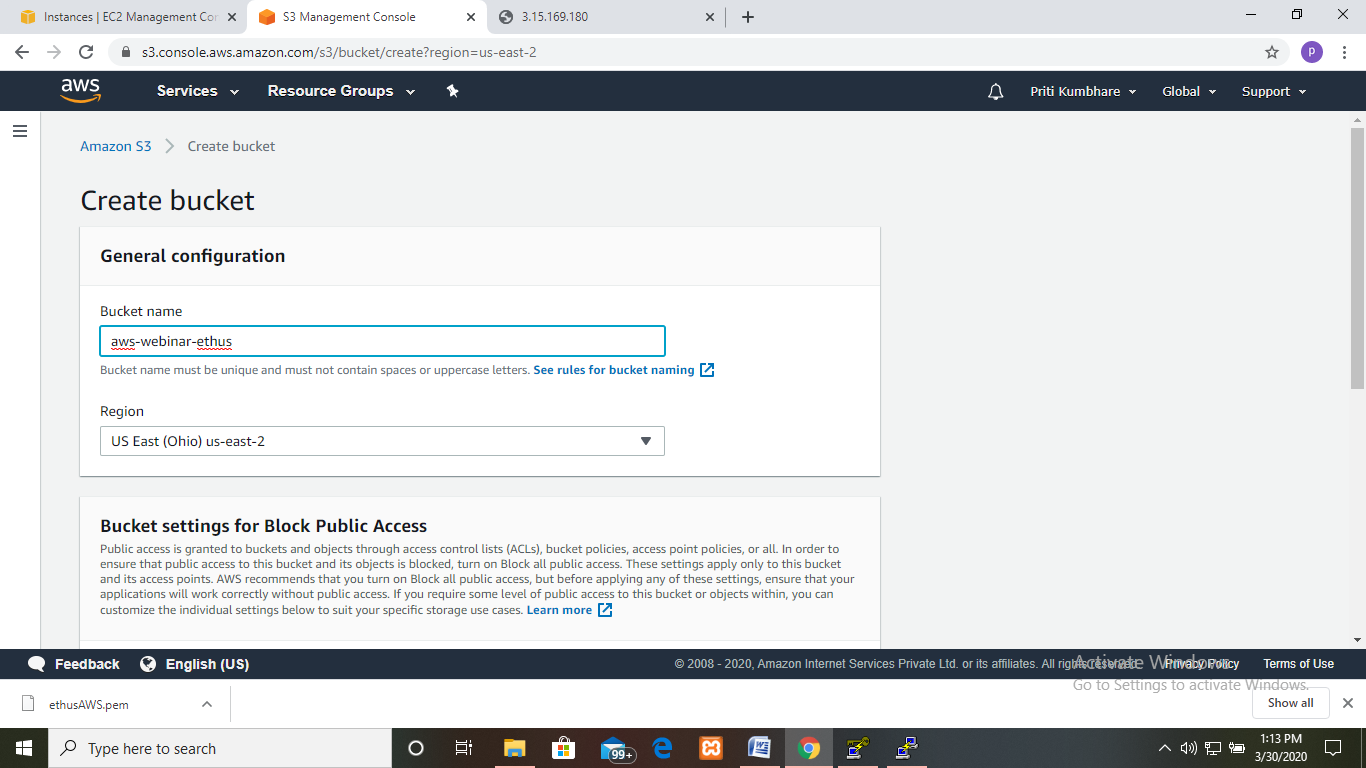 Instances | EC2 Management Con
S3 Management Console
3.15.169.180
s3.console.aws.amazon.com/s3/bucket/create?region=us-east-2
p
aws
Services
Resource Groups
Priti Kumbhare
Global
Support
Amazon S3
Create bucket
Create bucket
General configuration
Bucket name
aws-webinar-ethus
Bucket name must be unique and must not contain spaces or uppercase letters. See rules for bucket naming
Region
US East (Ohio) us-east-2
Bucket settings for Block Public Access
Public access is granted to buckets and objects through access control lists (ACLs), bucket policies, access point policies, or all. In order to
ensure that public access to this bucket and its objects is blocked, turn on Block all public access. These settings apply only to this bucket
and its access points. AWS recommends that you turn on Block all public access, but before applying any of these settings, ensure that your
applications will work correctly without public access. If you require some level of public access to this bucket or objects within, you can
customize the individual settings below to suit your specific storage use cases. Learn more
Feedback
English (US)
© 2008 - 2020, Amazon Internet Services Private Ltd. or its affiliates. All rights reserved.
Privacy Policy
Terms of Use
Activate Windows
Go to Settings to activate Windows.
ethusAWS.pem
Show all
Type here to search
99+
1:13 PM
3/30/2020